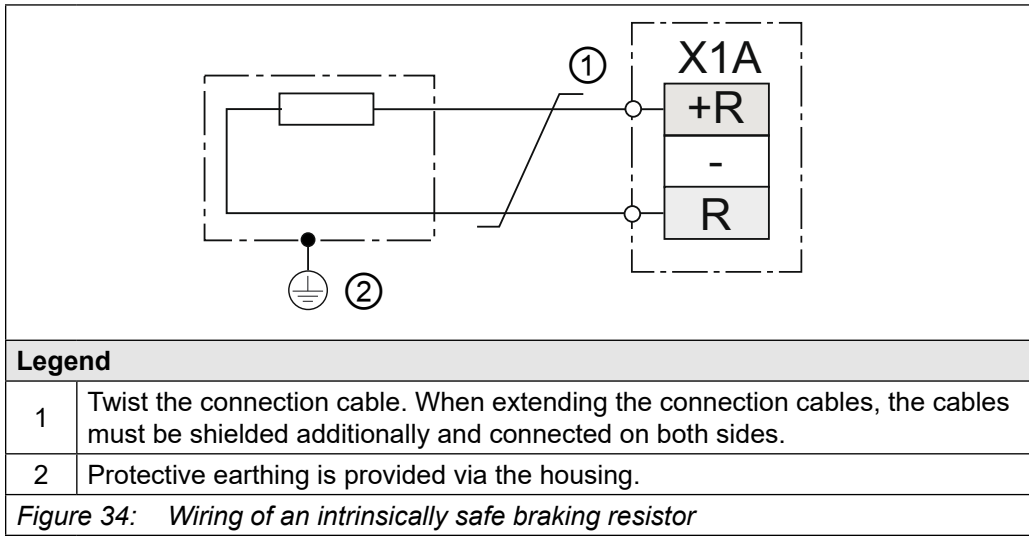 ①
X1A
+R
-
R
②
Legend
1 Twist the connection cable. When extending the connection cables, the cables
must be shielded additionally and connected on both sides.
2 Protective earthing is provided via the housing.
Figure 34: Wiring of an intrinsically safe braking resistor